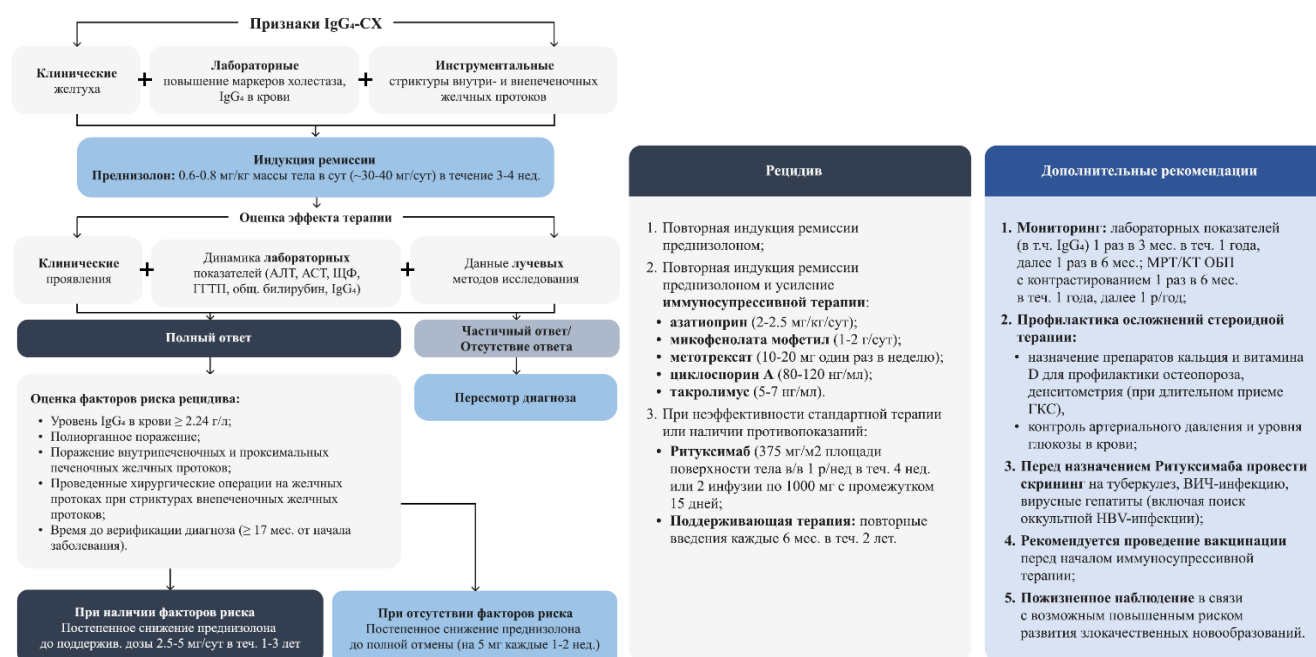 Признаки IgG₄-СХ
Клинические
желтуха
+
Лабораторные
повышение маркеров холестаза,
IgG₄ в крови
+
Инструментальные
стриктуры внутри- и внепеченочных
желчных протоков
Индукция ремиссии
Преднизолон: 0.6-0.8 мг/кг массы тела в сут (~30-40 мг/сут) в течение 3-4 нед.
Оценка эффекта терапии
Клинические
проявления
+
Динамика лабораторных
показателей (АЛТ, АСТ, ЩФ,
ГГТП, общ. билирубин, IgG₄)
+
Данные лучевых
методов исследования
Полный ответ
Частичный ответ/
Отсутствие ответа
Пересмотр диагноза
Оценка факторов риска рецидива:
• Уровень IgG₄ в крови ≥ 2.24 г/л;
• Полиорганное поражение;
• Поражение внутрипеченочных и проксимальных
печеночных желчных протоков;
• Проведенные хирургические операции на желчных
протоках при стриктурах внепеченочных желчных
протоков;
• Время до верификации диагноза (≥ 17 мес. от начала
заболевания).
При наличии факторов риска
Постепенное снижение преднизолона
до поддержив. дозы 2.5-5 мг/сут в теч. 1-3 лет
При отсутствии факторов риска
Постепенное снижение преднизолона
до полной отмены (на 5 мг каждые 1-2 нед.)
Рецидив
1. Повторная индукция ремиссии
преднизолоном;
2. Повторная индукция ремиссии
преднизолоном и усиление
иммуносупрессивной терапии:
• азатиоприн (2-2.5 мг/кг/сут);
• микофенолата мофетил (1-2 г/сут);
• метотрексат (10-20 мг один раз в неделю);
• циклоспорин А (80-120 нг/мл);
• такролимус (5-7 нг/мл).
3. При неэффективности стандартной терапии
или наличии противопоказаний:
• Ритуксимаб (375 мг/м2 площади
поверхности тела в/в 1 р/нед в теч. 4 нед.
или 2 инфузии по 1000 мг с промежутком
15 дней;
• Поддерживающая терапия: повторные
введения каждые 6 мес. в теч. 2 лет.
Дополнительные рекомендации
1. Мониторинг: лабораторных показателей
(в т.ч. IgG₄) 1 раз в 3 мес. в теч. 1 года,
далее 1 раз в 6 мес.; МРТ/КТ ОБП
с контрастированием 1 раз в 6 мес.
в теч. 1 года, далее 1 р/год;
2. Профилактика осложнений стероидной
терапии:
• назначение препаратов кальция и витамина
D для профилактики остеопороза,
денситометрия (при длительном приеме
ГКС),
• контроль артериального давления и уровня
глюкозы в крови;
3. Перед назначением Ритуксимаба провести
скрининг на туберкулез, ВИЧ-инфекцию,
вирусные гепатиты (включая поиск
оккультной HBV-инфекции);
4. Рекомендуется проведение вакцинации
перед началом иммуносупрессивной
терапии;
5. Пожизненное наблюдение в связи
с возможным повышенным риском
развития злокачественных новообразований.